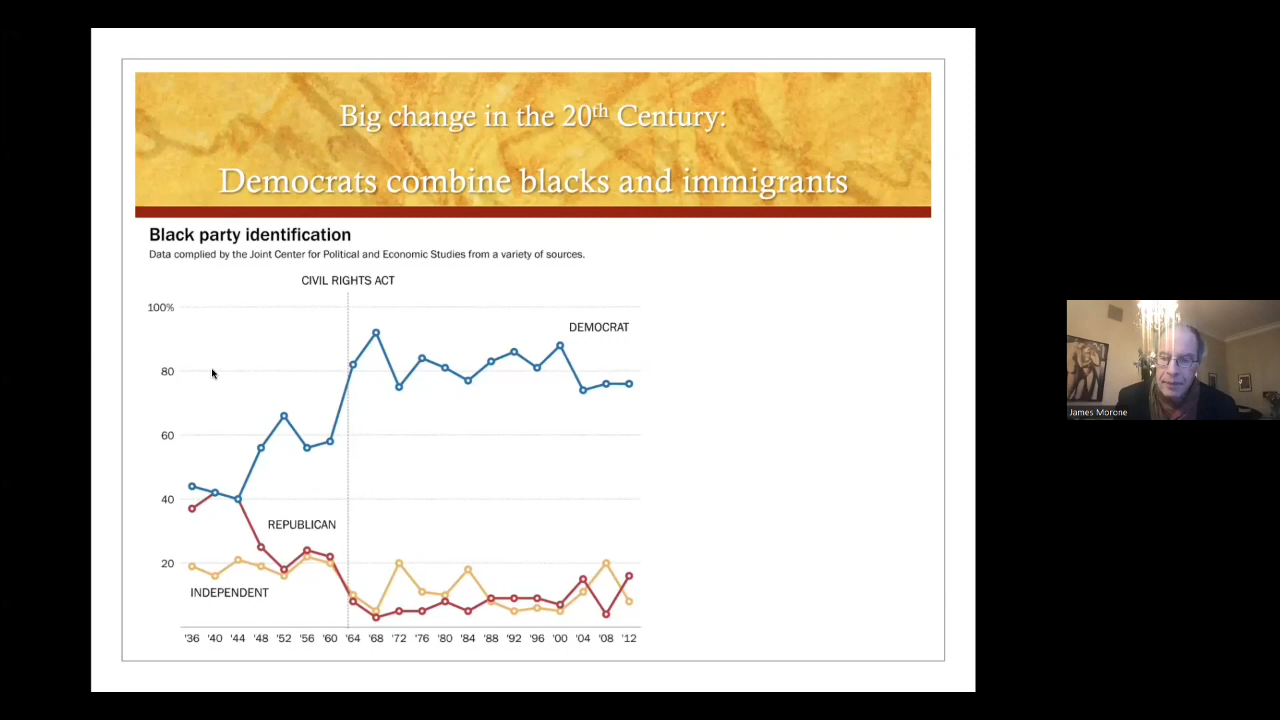 Big change in the 20th Century:
Democrats combine blacks and immigrants
Black party identification
Data complied by the Joint Center for Political and Economic Studies from a variety of sources.
CIVIL RIGHTS ACT
100%
DEMOCRAT
80
60
40
REPUBLICAN
20
INDEPENDENT
'36 '40 '44 '48 '52 '56 '60 '64 '68 '72 '76 '80 '84 '88 '92 '96 '00 '04 '08 '12
James Morone